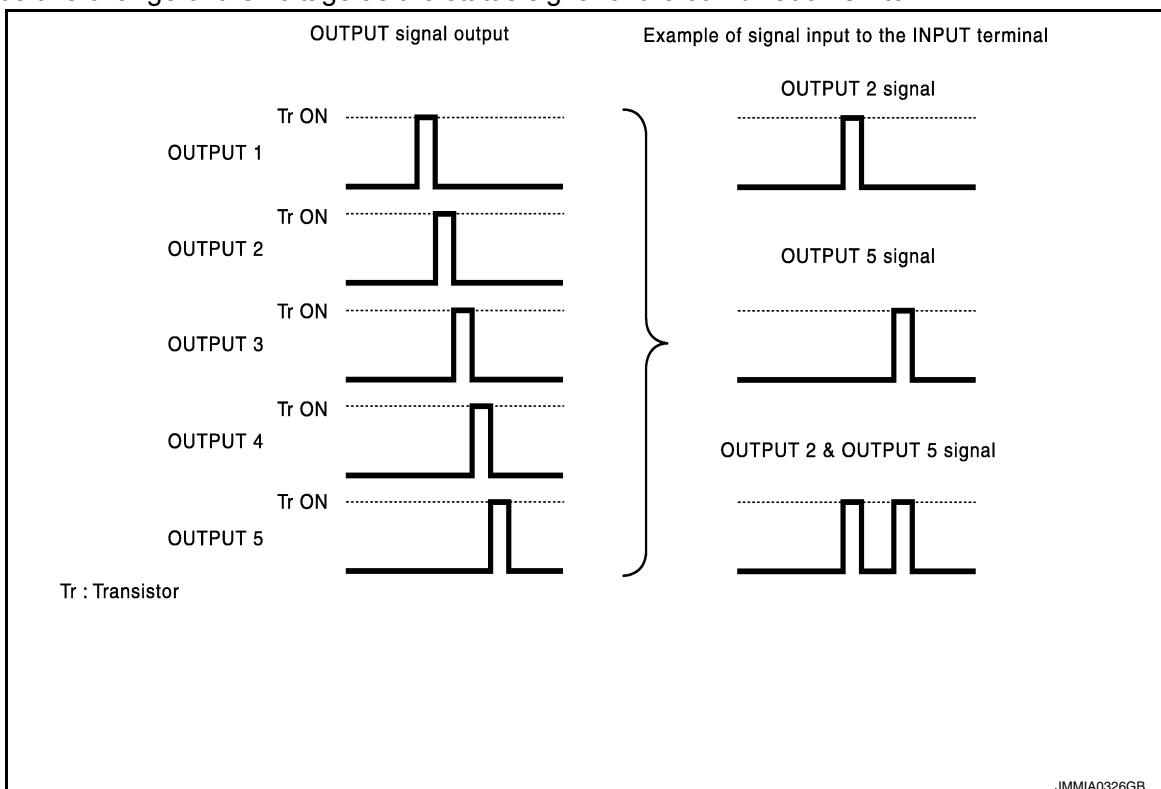 OUTPUT signal output
Example of signal input to the INPUT terminal
OUTPUT 1
Tr ON
OUTPUT 2
Tr ON
OUTPUT 3
Tr ON
OUTPUT 4
Tr ON
OUTPUT 5
Tr ON
Tr : Transistor
OUTPUT 2 signal
OUTPUT 5 signal
OUTPUT 2 & OUTPUT 5 signal
JMMIA0326GB